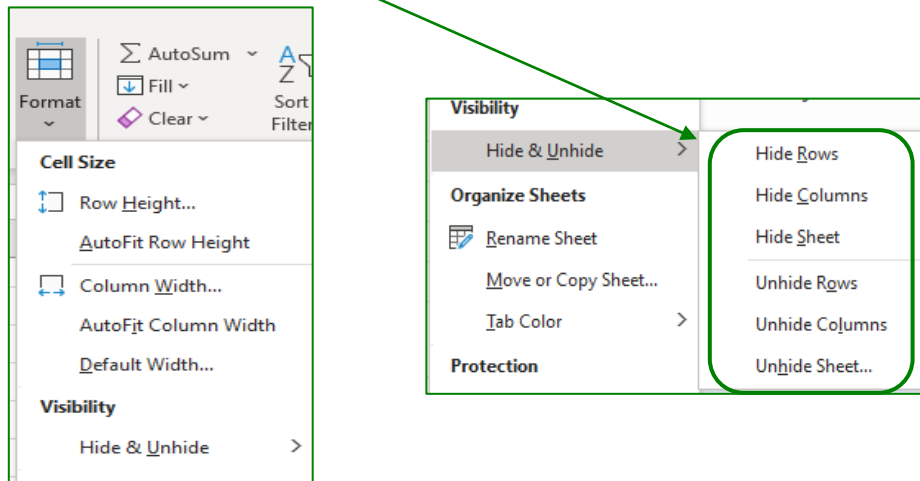 AutoSum
Fill
Clear
Format
Sort
Filter
Cell Size
Row Height...
AutoFit Row Height
Column Width...
AutoFit Column Width
Default Width...
Visibility
Hide & Unhide
Visibility
Hide & Unhide
Organize Sheets
Rename Sheet
Move or Copy Sheet...
Tab Color
Protection
Hide Rows
Hide Columns
Hide Sheet
Unhide Rows
Unhide Columns
Unhide Sheet...